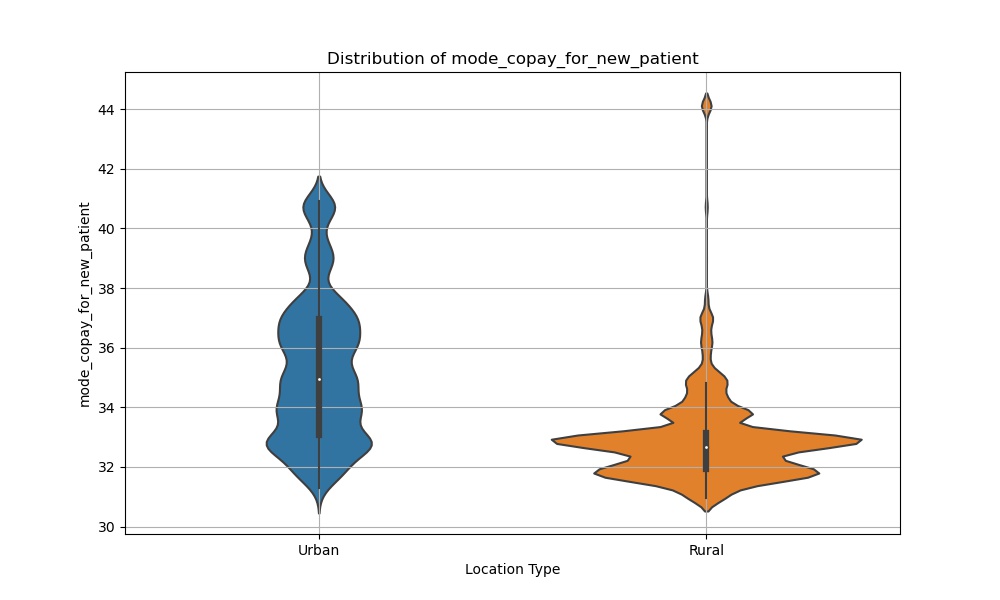 Distribution of mode_copay_for_new_patient
mode_copay_for_new_patient
44
42
40
38
36
34
32
30
Urban
Rural
Location Type